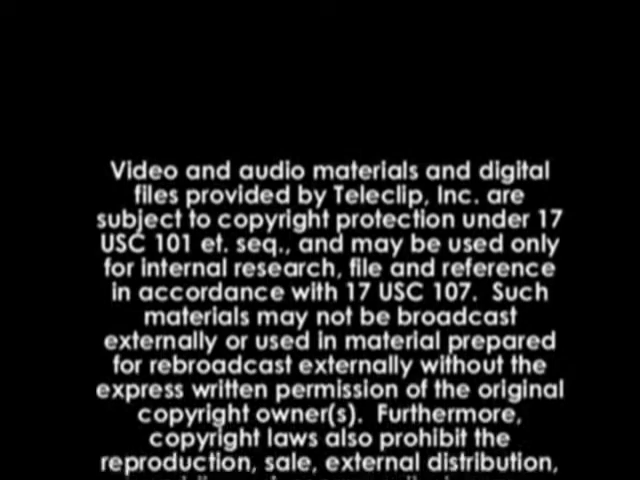 Video and audio materials and digital
files provided by Teleclip, Inc. are
subject to copyright protection under 17
USC 101 et. seq., and may be used only
for internal research, file and reference
in accordance with 17 USC 107.  Such
materials may not be broadcast
externally or used in material prepared
for rebroadcast externally without the
express written permission of the original
copyright owner(s).  Furthermore,
copyright laws also prohibit the
reproduction, sale, external distribution,